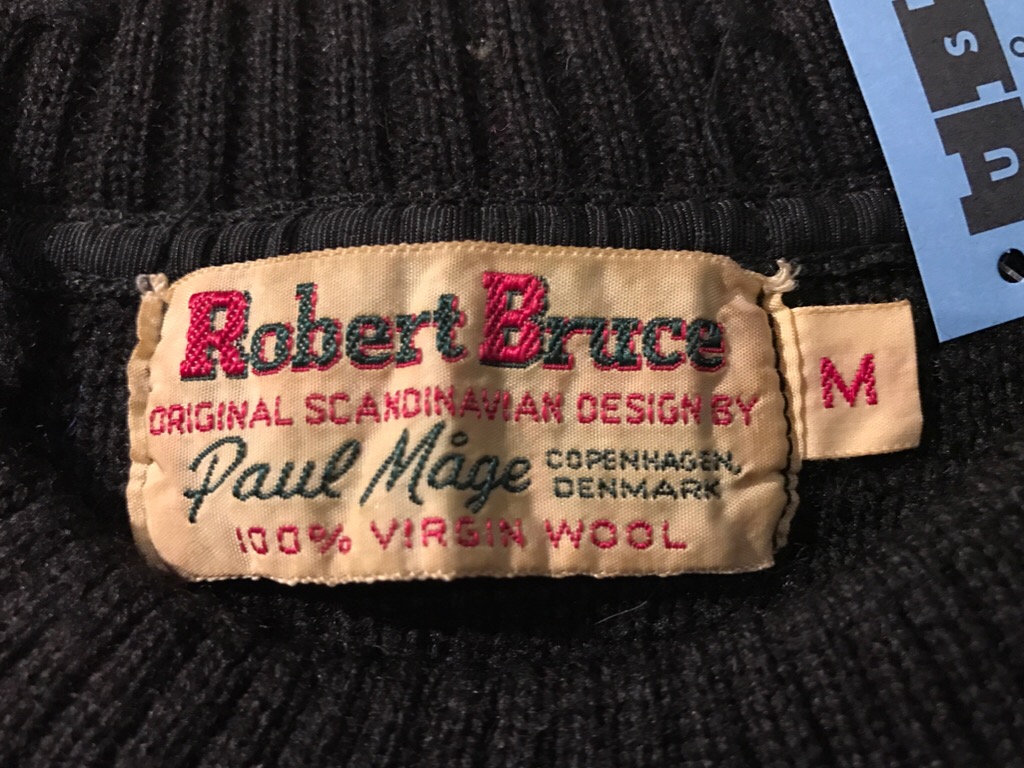 Robert Bruce
ORIGINAL SCANDINAVIAN DESIGN BY
Paul Måge COPENHAGEN,
DENMARK
100% VIRGIN WOOL
M